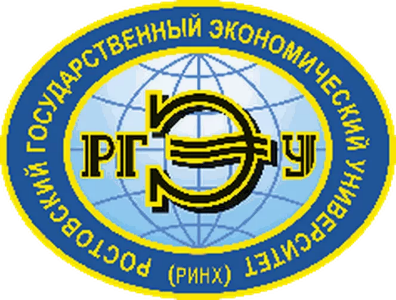 РОСТОВСКИЙ ГОСУДАРСТВЕННЫЙ ЭКОНОМИЧЕСКИЙ УНИВЕРСИТЕТ
(РИНХ)
РГЭУ